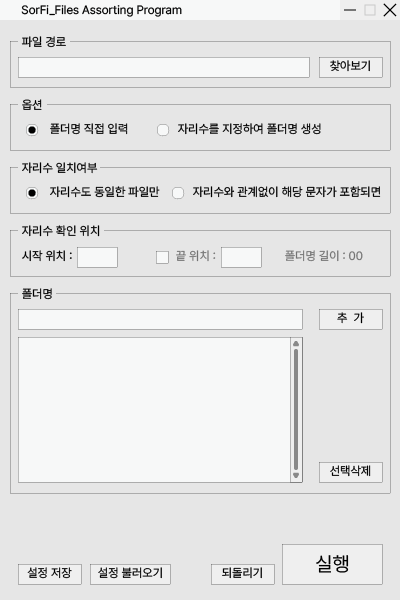 SorFi_Files Assorting Program
파일 경로
찾아보기
옵션
폴더명 직접 입력 자리수를 지정하여 폴더명 생성
자리수 일치여부
자리수도 동일한 파일만 자리수와 관계없이 해당 문자가 포함되면
자리수 확인 위치
시작 위치 : 끝 위치 : 폴더명 길이 : 00
폴더명
추 가
선택삭제
설정 저장 설정 불러오기 되돌리기 실행